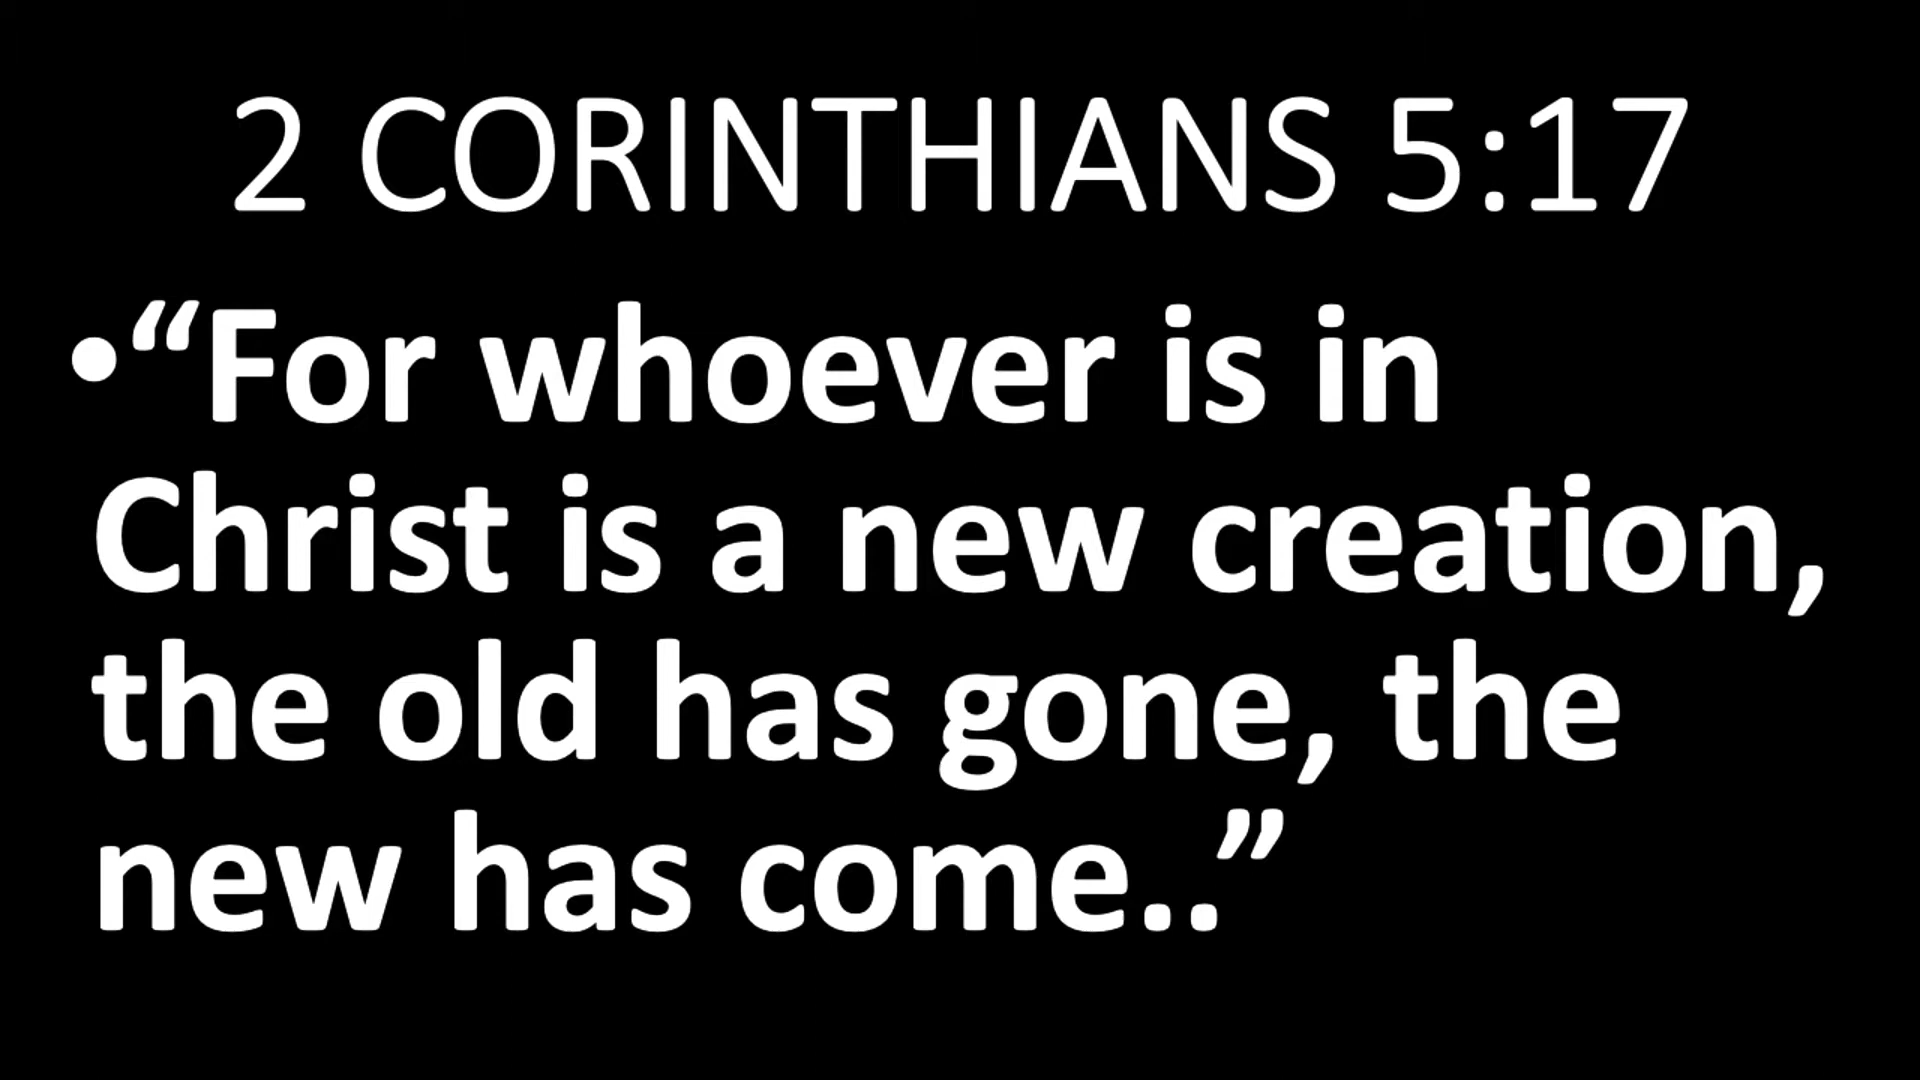 2 CORINTHIANS 5:17
•“For whoever is in
Christ is a new creation,
the old has gone, the
new has come..”